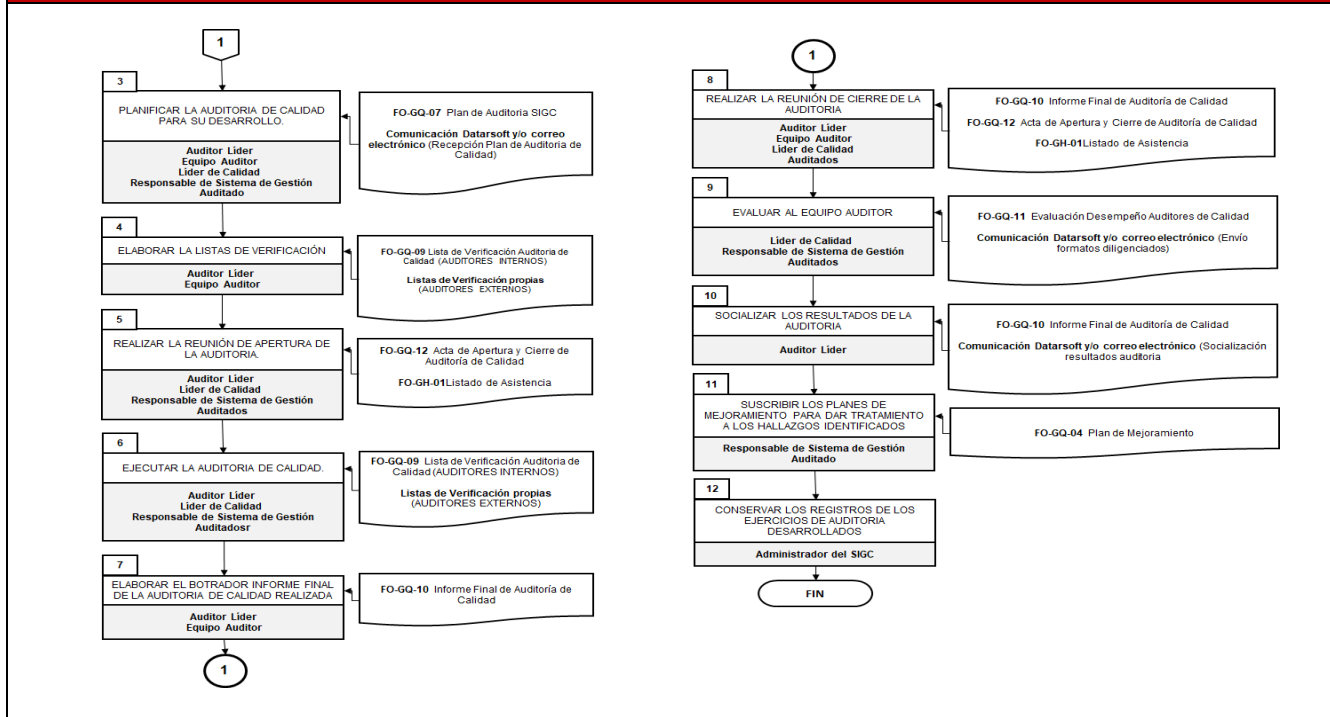 1
3
PLANIFICAR LA AUDITORIA DE CALIDAD
PARA SU DESARROLLO.
Auditor Líder
Equipo Auditor
Líder de Calidad
Responsable de Sistema de Gestión
Auditado
FO-GQ-07 Plan de Auditoria SIGC
Comunicación Datarsoft y/o correo
electrónico (Recepción Plan de Auditoria de
Calidad)
4
ELABORAR LA LISTAS DE VERIFICACIÓN
Auditor Líder
Equipo Auditor
FO-GQ-09 Lista de Verificación Auditoria de
Calidad (AUDITORES INTERNOS)
Listas de Verificación propias
(AUDITORES EXTERNOS)
5
REALIZAR LA REUNIÓN DE APERTURA DE
LA AUDITORIA.
Auditor Líder
Líder de Calidad
Responsable de Sistema de Gestión
Auditados
FO-GQ-12 Acta de Apertura y Cierre de
Auditoría de Calidad
FO-GH-01Listado de Asistencia
6
EJECUTAR LA AUDITORIA DE CALIDAD.
Auditor Líder
Líder de Calidad
Responsable de Sistema de Gestión
Auditadosr
FO-GQ-09 Lista de Verificación Auditoria de
Calidad (AUDITORES INTERNOS)
Listas de Verificación propias
(AUDITORES EXTERNOS)
7
ELABORAR EL BOTRADOR INFORME FINAL
DE LA AUDITORIA DE CALIDAD REALIZADA
Auditor Líder
Equipo Auditor
FO-GQ-10 Informe Final de Auditoría de
Calidad
1
1
8
REALIZAR LA REUNIÓN DE CIERRE DE LA
AUDITORIA
Auditor Líder
Equipo Auditor
Líder de Calidad
Auditados
FO-GQ-10 Informe Final de Auditoría de Calidad
FO-GQ-12 Acta de Apertura y Cierre de Auditoría de Calidad
FO-GH-01Listado de Asistencia
9
EVALUAR AL EQUIPO AUDITOR
Líder de Calidad
Responsable de Sistema de Gestión
Auditados
FO-GQ-11 Evaluación Desempeño Auditores de Calidad
Comunicación Datarsoft y/o correo electrónico (Envío
formatos diligenciados)
10
SOCIALIZAR LOS RESULTADOS DE LA
AUDITORIA
Auditor Líder
FO-GQ-10 Informe Final de Auditoría de Calidad
Comunicación Datarsoft y/o correo electrónico (Socialización
resultados auditoria
11
SUSCRIBIR LOS PLANES DE
MEJORAMIENTO PARA DAR TRATAMIENTO
A LOS HALLAZGOS IDENTIFICADOS
Responsable de Sistema de Gestión
Auditado
FO-GQ-04 Plan de Mejoramiento
12
CONSERVAR LOS REGISTROS DE LOS
EJERCICIOS DE AUDITORIA
DESARROLLADOS
Administrador del SIGC
FIN